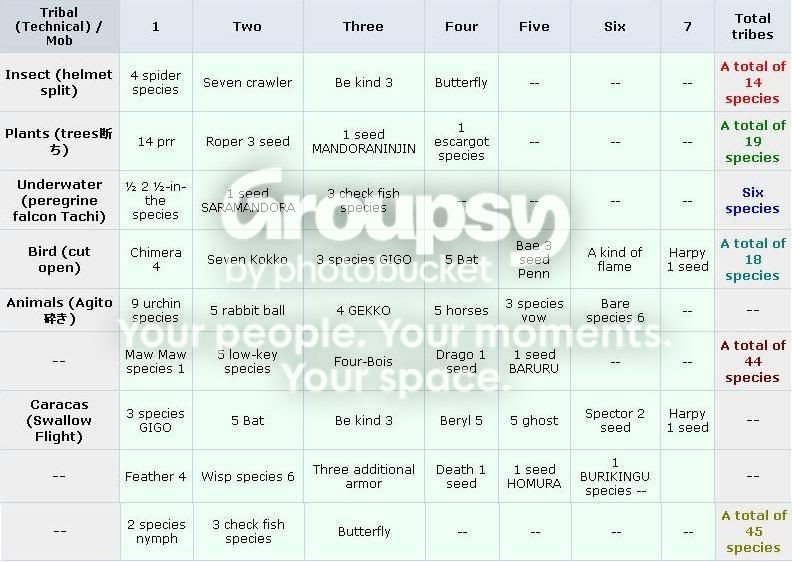 Tribal (Technical) / Mob 1 Two Three Four Five Six 7 Total tribes
Insect (helmet split) 4 spider species Seven crawler Be kind 3 Butterfly -- -- -- A total of 14 species
Plants (trees断ち) 14 prr Roper 3 seed 1 seed MANDORANINJIN 1 escargot species -- -- -- A total of 19 species
Underwater (peregrine falcon Tachi) ½ 2 ½-in-the species 1 seed SARAMANDORA 3 check fish species -- -- -- -- Six species
Bird (cut open) Chimera 4 Seven Kokko 3 species GIGO 5 Bat Bae 3 seed Penn A kind of flame Harpy 1 seed A total of 18 species
Animals (Agito 砕き) 9 urchin species 5 rabbit ball 4 GEKKO 5 horses 3 species vow Bare species 6 -- --
-- Maw Maw species 1 5 low-key species Four-Bois Drago 1 seed 1 seed BARURU -- -- A total of 44 species
Caracas (Swallow Flight) 3 species GIGO 5 Bat Be kind 3 Beryl 5 5 ghost Spector 2 seed Harpy 1 seed --
-- Feather 4 Wisp species 6 Three additional armor Death 1 seed 1 seed HOMURA 1 BURIKINGU species -- --
-- 2 species nymph 3 check fish species Butterfly -- -- -- -- A total of 45 species
Groupsy
by photobucket
Your people. Your moments.
Your space.